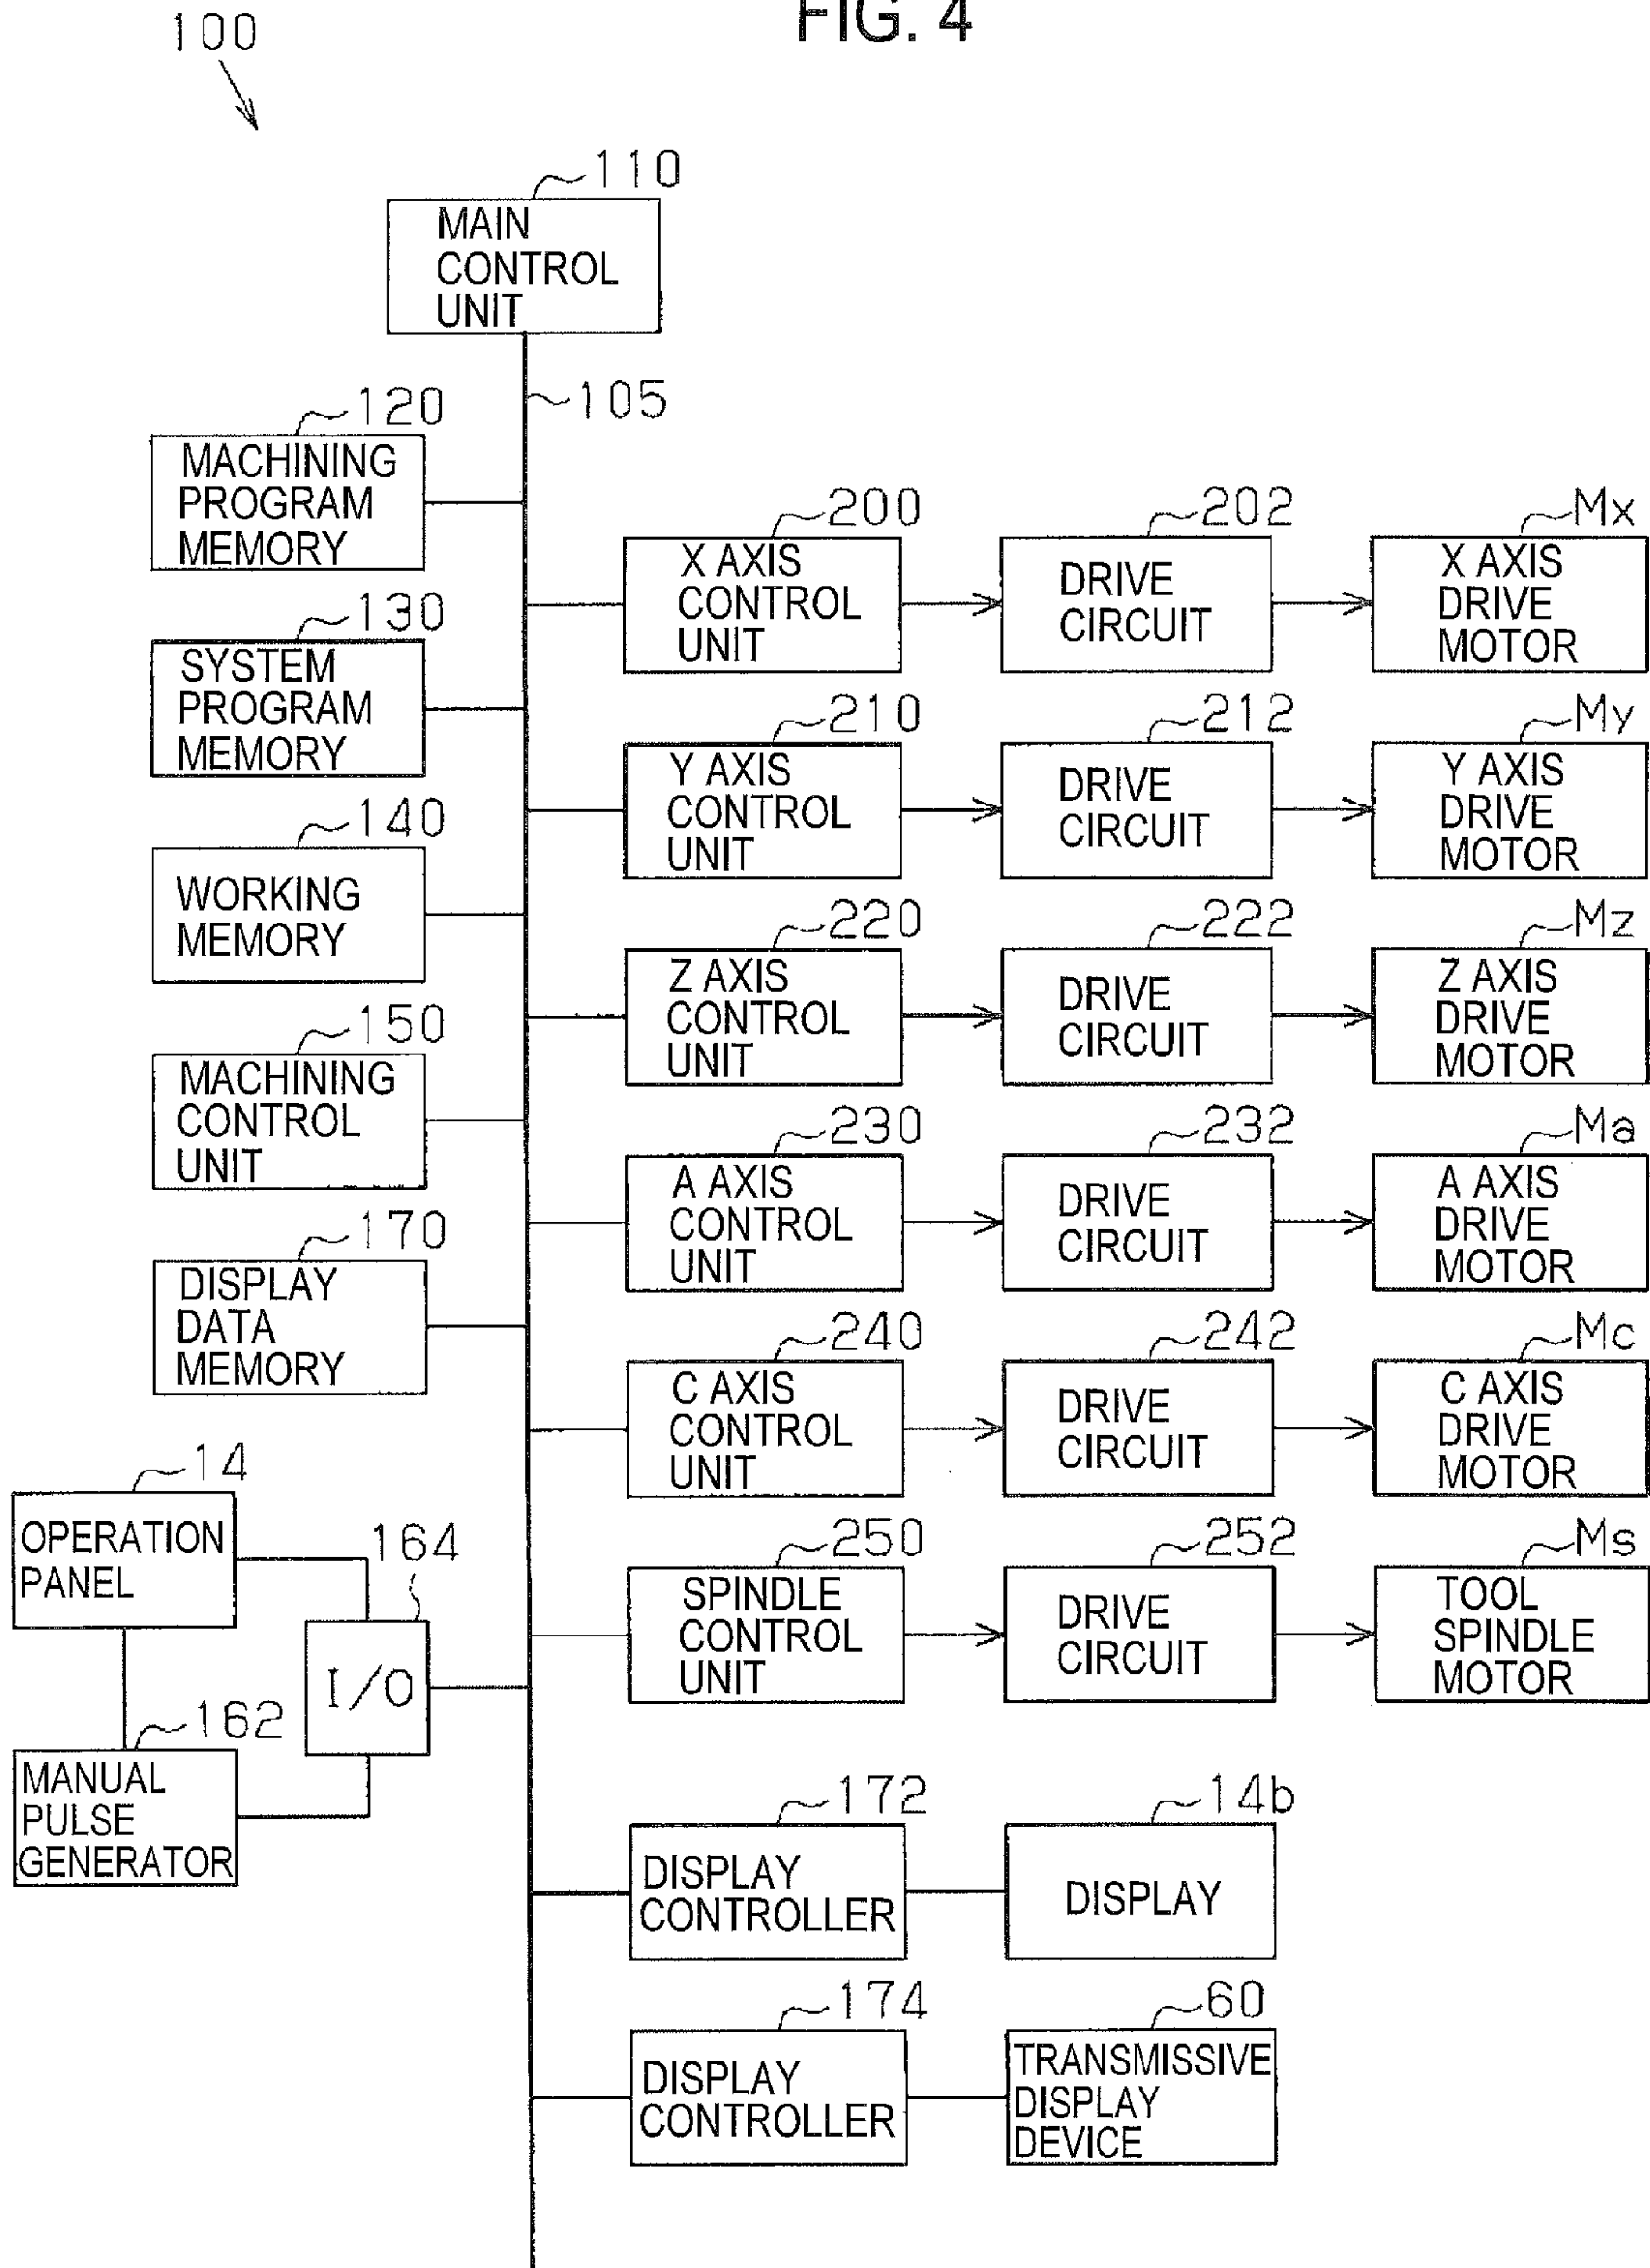 FIG. 4
100
110
MAIN
CONTROL
UNIT
105
120
MACHINING
PROGRAM
MEMORY
130
SYSTEM
PROGRAM
MEMORY
140
WORKING
MEMORY
150
MACHINING
CONTROL
UNIT
170
DISPLAY
DATA
MEMORY
14
OPERATION
PANEL
164
I/O
162
MANUAL
PULSE
GENERATOR
200
X AXIS
CONTROL
UNIT
202
DRIVE
CIRCUIT
Mx
X AXIS
DRIVE
MOTOR
210
Y AXIS
CONTROL
UNIT
212
DRIVE
CIRCUIT
My
Y AXIS
DRIVE
MOTOR
220
Z AXIS
CONTROL
UNIT
222
DRIVE
CIRCUIT
Mz
Z AXIS
DRIVE
MOTOR
230
A AXIS
CONTROL
UNIT
232
DRIVE
CIRCUIT
Ma
A AXIS
DRIVE
MOTOR
240
C AXIS
CONTROL
UNIT
242
DRIVE
CIRCUIT
Mc
C AXIS
DRIVE
MOTOR
250
SPINDLE
CONTROL
UNIT
252
DRIVE
CIRCUIT
Ms
TOOL
SPINDLE
MOTOR
172
DISPLAY
CONTROLLER
14b
DISPLAY
174
DISPLAY
CONTROLLER
60
TRANSMISSIVE
DISPLAY
DEVICE